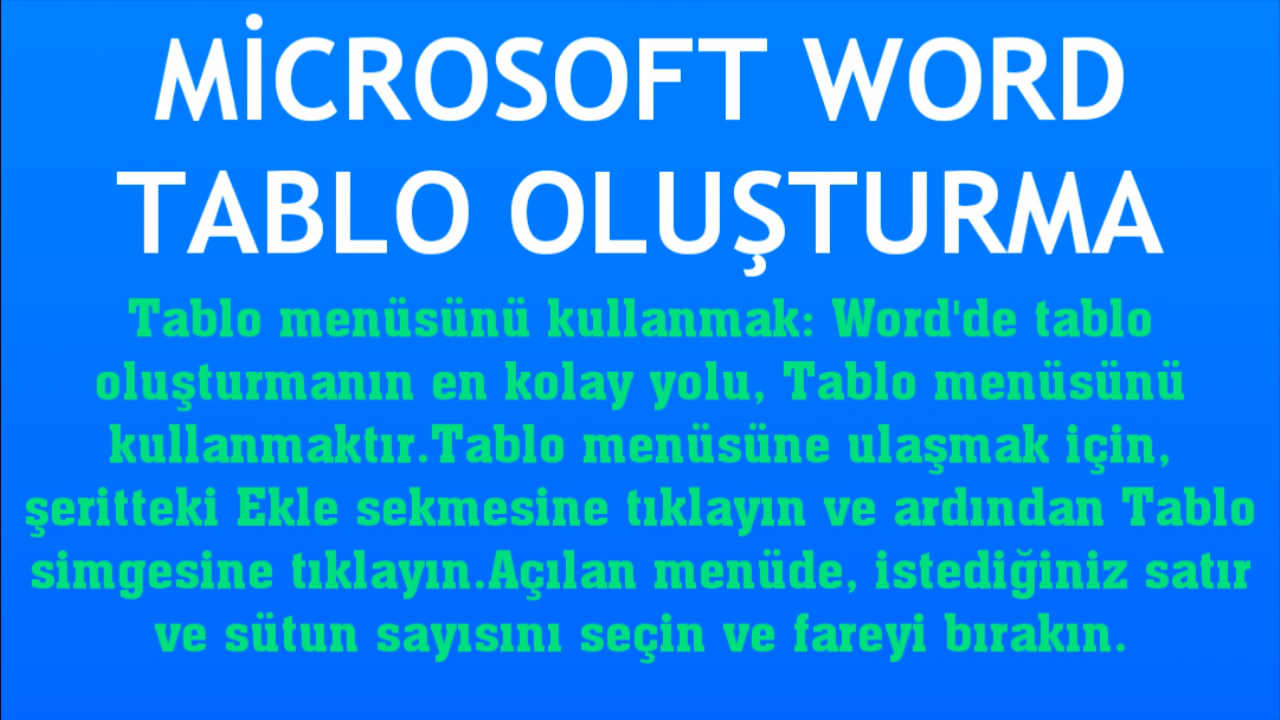 MİCROSOFT WORD
TABLO OLUŞTURMA
Tablo menüsünü kullanmak: Word'de tablo
oluşturmanın en kolay yolu, Tablo menüsünü
kullanmaktır.Tablo menüsüne ulaşmak için,
şeritteki Ekle sekmesine tıklayın ve ardından Tablo
simgesine tıklayın.Açılan menüde, istediğiniz satır
ve sütun sayısını seçin ve fareyi bırakın.